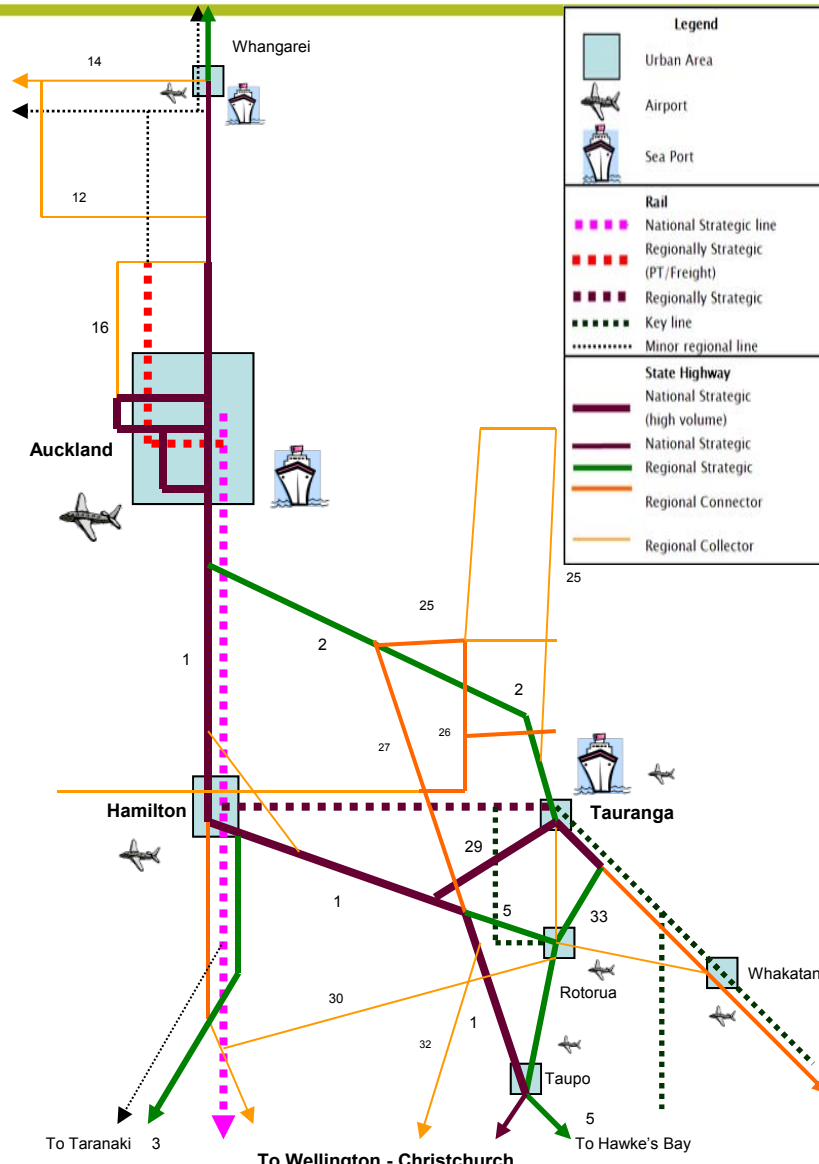 Whangarei
14
12
16
Auckland
Legend
Urban Area
Airport
Sea Port
Rail
National Strategic line
Regionally Strategic
(PT/Freight)
Regionally Strategic
Key line
Minor regional line
State Highway
National Strategic
(high volume)
National Strategic
Regional Strategic
Regional Connector
Regional Collector
25
25
1
2
2
27
26
Hamilton
Tauranga
29
1
5
33
Rotorua
Whakatan
30
32
1
Taupo
5
To Taranaki 3
To Hawke's Bay
To Wellington - Christchurch